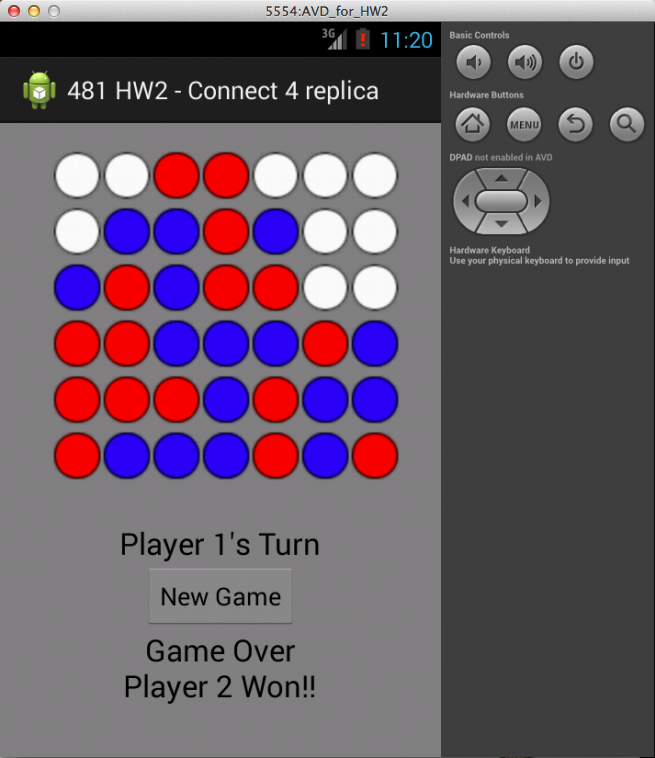 5554:AVD_for_HW2
3G 11:20
481 HW2 - Connect 4 replica
Player 1's Turn
New Game
Game Over
Player 2 Won!!
Basic Controls
Hardware Buttons
MENU
DPAD not enabled in AVD
Hardware Keyboard
Use your physical keyboard to provide input